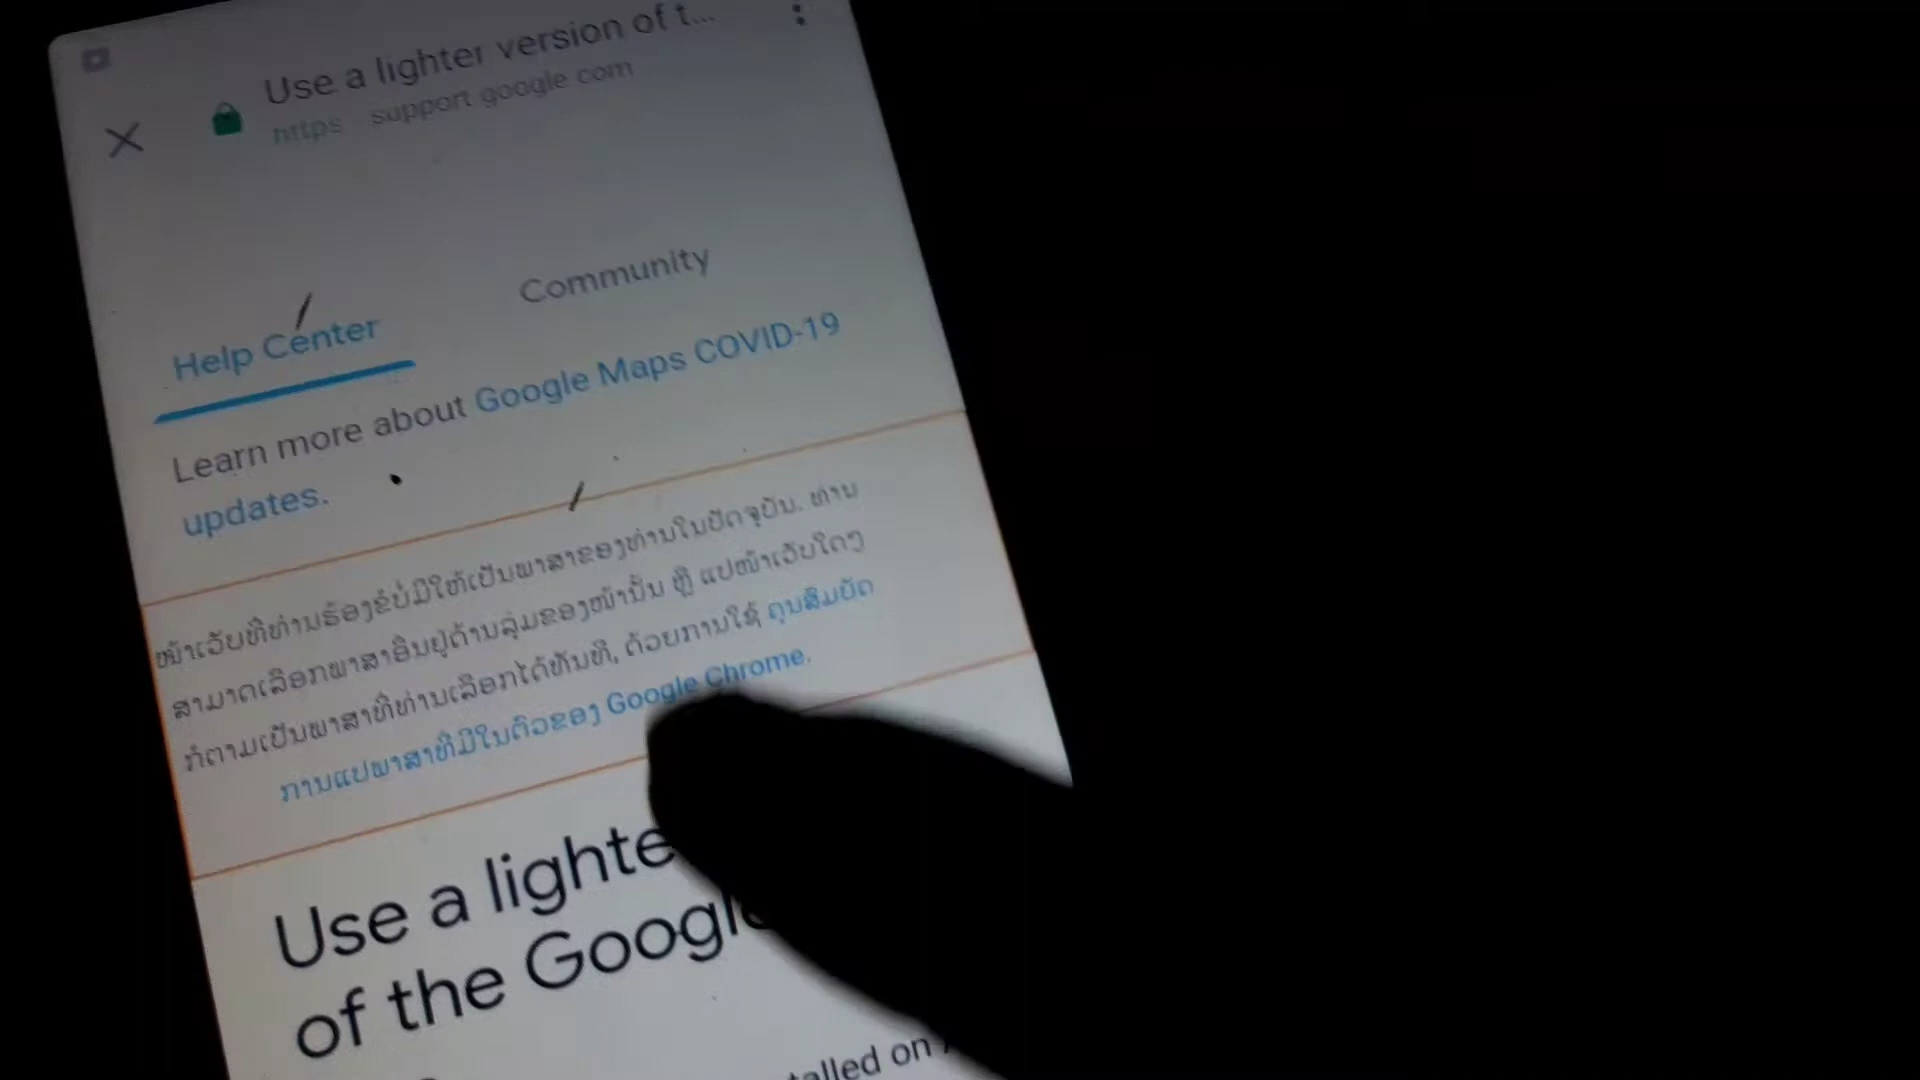 Use a lighter version of t...
https support.google.com
Help Center
Community
Learn more about Google Maps COVID-19
updates.
ໜ້າເວັບທີ່ທ່ານຮ້ອງຂໍບໍ່ມີໃຫ້ເປັນພາສາຂອງທ່ານໃນປັດຈຸບັນ. ທ່ານ
ສາມາດເລືອກພາສາອື່ນຢູ່ດ້ານລຸ່ມຂອງໜ້ານັ້ນ ຫຼື ແປໜ້າເວັບໃດໆ
ກໍຕາມເປັນພາສາທີ່ທ່ານເລືອກໄດ້ທັນທີ, ດ້ວຍການໃຊ້ ຄຸນສົມບັດ
ການແປພາສາທີ່ມີໃນຕົວຂອງ Google Chrome.
Use a
of the
on